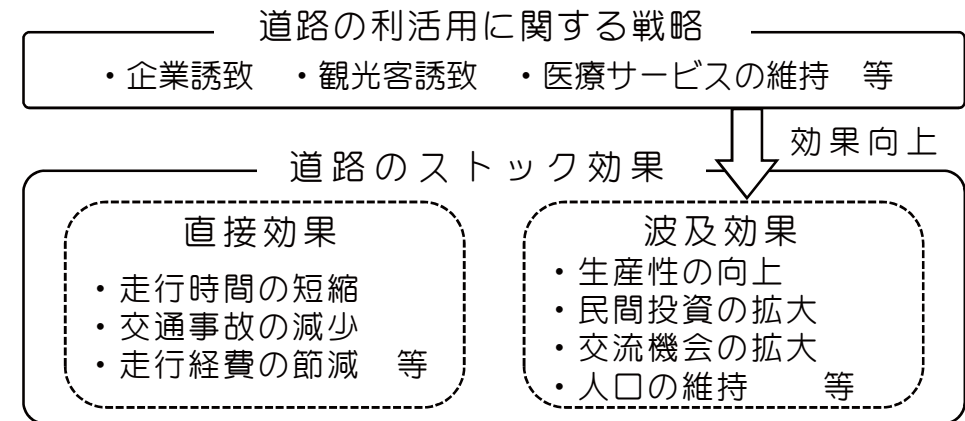 道路の利活用に関する戦略
・企業誘致　・観光客誘致　・医療サービスの維持　等
効果向上
道路のストック効果
直接効果
・走行時間の短縮
・交通事故の減少
・走行経費の節減　等
波及効果
・生産性の向上
・民間投資の拡大
・交流機会の拡大
・人口の維持　　等